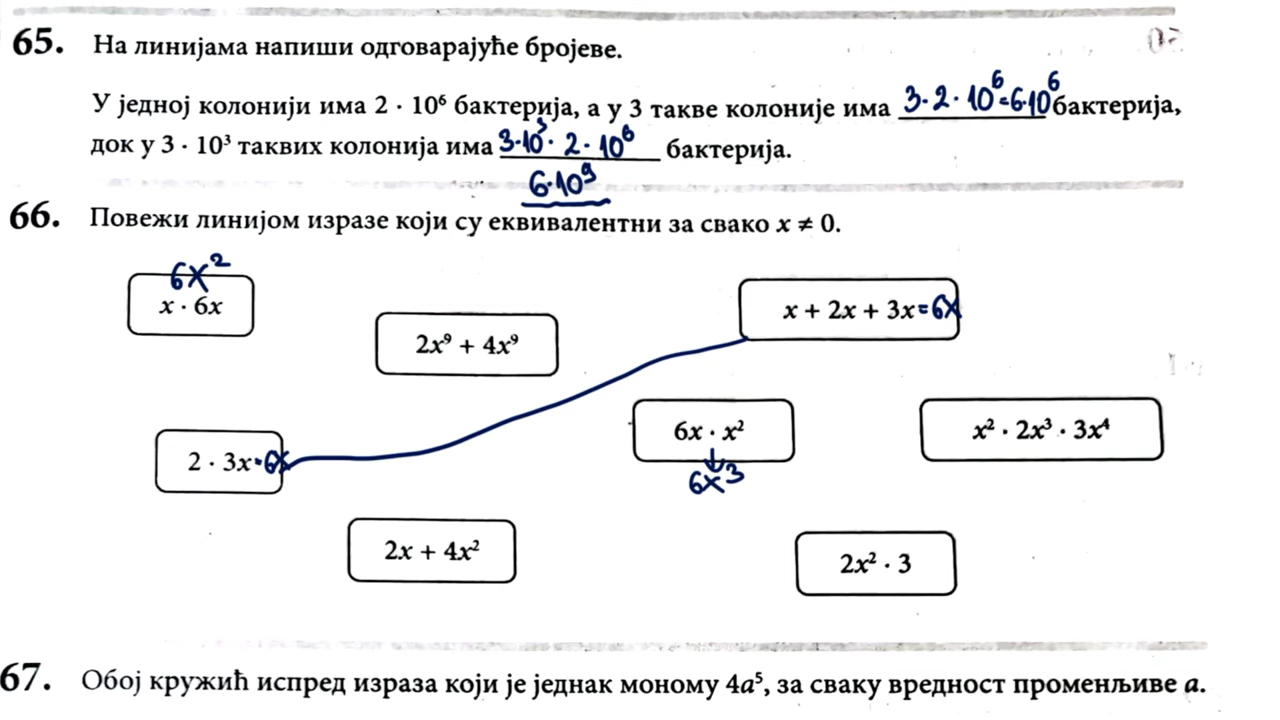 65. На линијама напиши одговарајуће бројеве.
У једној колонији има 2 · 10⁶ бактерија, а у 3 такве колоније има 3·2·10⁶=6·10⁶ бактерија,
док у 3 · 10³ таквих колонија има 3·10³·2·10⁶ бактерија.
6·10⁹
66. Повежи линијом изразе који су еквивалентни за свако x ≠ 0.
6x²
x · 6x
x + 2x + 3x=6x
2x⁹ + 4x⁹
6x · x²
x² · 2x³ · 3x⁴
2 · 3x=6x
6x³
2x + 4x²
2x² · 3
67. Обој кружић испред израза који је једнак моному 4a⁵, за сваку вредност променљиве a.